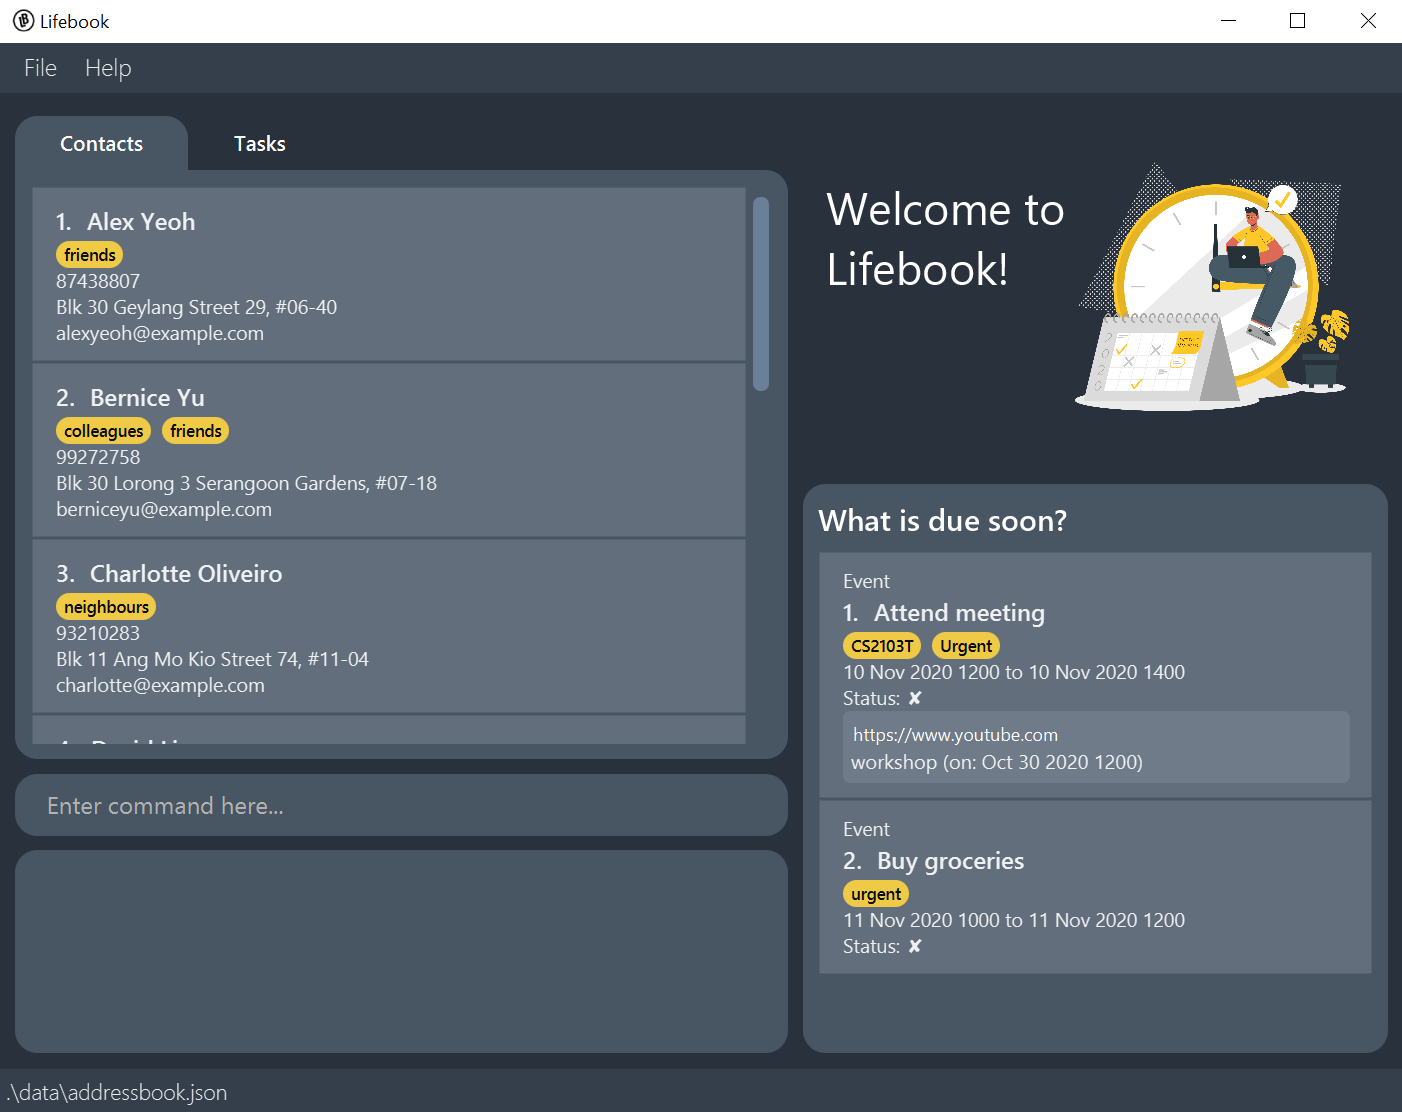 Lifebook
File Help
Contacts Tasks
1. Alex Yeoh
friends
87438807
Blk 30 Geylang Street 29, #06-40
alexyeoh@example.com
2. Bernice Yu
colleagues friends
99272758
Blk 30 Lorong 3 Serangoon Gardens, #07-18
berniceyu@example.com
3. Charlotte Oliveiro
neighbours
93210283
Blk 11 Ang Mo Kio Street 74, #11-04
charlotte@example.com
Enter command here...
Welcome to
Lifebook!
2020
What is due soon?
Event
1. Attend meeting
CS2103T Urgent
10 Nov 2020 1200 to 10 Nov 2020 1400
Status: ✘
https://www.youtube.com
workshop (on: Oct 30 2020 1200)
Event
2. Buy groceries
urgent
11 Nov 2020 1000 to 11 Nov 2020 1200
Status: ✘
.\data\addressbook.json